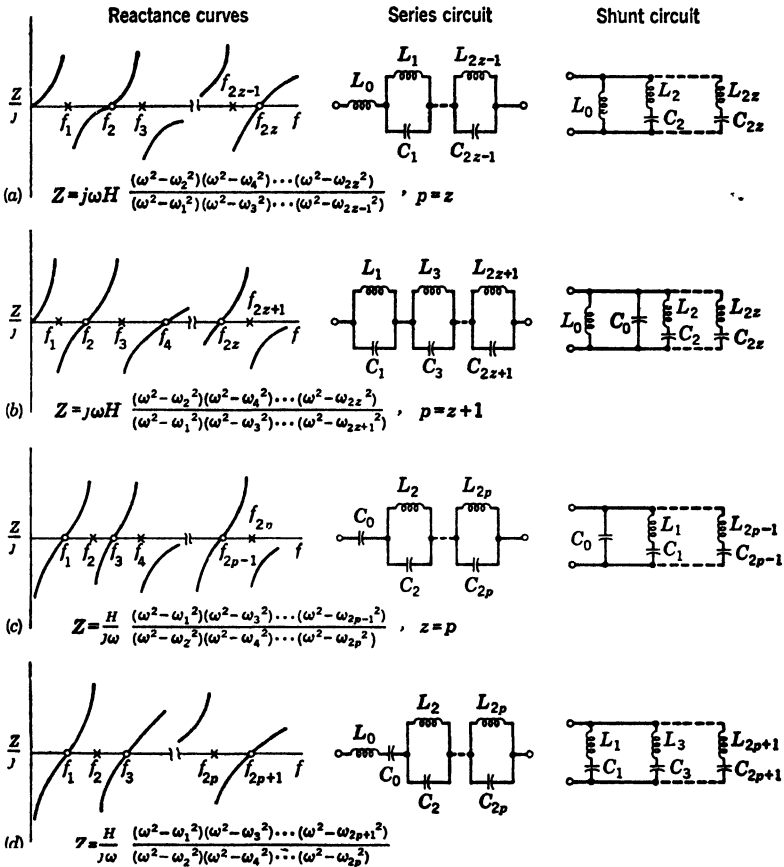 Reactance curves Series circuit Shunt circuit
Z/J f₁ f₂ f₃ f₂z₋₁ f₂z f
L₀ L₁ L₂z₋₁ C₁ C₂z₋₁
L₀ L₂ C₂ L₂z C₂z
(a) Z=jωH (ω²−ω₂²)(ω²−ω₄²)···(ω²−ω₂z²) / (ω²−ω₁²)(ω²−ω₃²)···(ω²−ω₂z₋₁²) , p=z
Z/J f₁ f₂ f₃ f₄ f₂z f₂z₊₁ f
L₁ L₃ L₂z₊₁ C₁ C₃ C₂z₊₁
L₀ C₀ L₂ C₂ L₂z C₂z
(b) Z=jωH (ω²−ω₂²)(ω²−ω₄²)···(ω²−ω₂z²) / (ω²−ω₁²)(ω²−ω₃²)···(ω²−ω₂z₊₁²) , p=z+1
Z/J f₁ f₂ f₃ f₄ f₂ₚ₋₁ f
C₀ L₂ L₂ₚ C₂ C₂ₚ
C₀ L₁ C₁ L₂ₚ₋₁ C₂ₚ₋₁
(c) Z= H/jω (ω²−ω₁²)(ω²−ω₃²)···(ω²−ω₂ₚ₋₁²) / (ω²−ω₂²)(ω²−ω₄²)···(ω²−ω₂ₚ²) , z=p
Z/J f₁ f₂ f₃ f₂ₚ f₂ₚ₊₁ f
L₀ C₀ L₂ L₂ₚ C₂ C₂ₚ
L₁ C₁ L₃ C₃ L₂ₚ₊₁ C₂ₚ₊₁
(d) Z= H/jω (ω²−ω₁²)(ω²−ω₃²)···(ω²−ω₂ₚ₊₁²) / (ω²−ω₂²)(ω²−ω₄²)···(ω²−ω₂ₚ²)